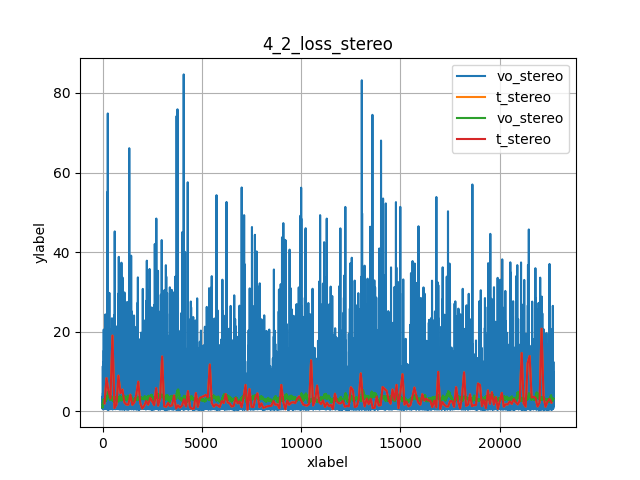 4_2_loss_stereo
vo_stereo
t_stereo
vo_stereo
t_stereo
ylabel
80
60
40
20
0
0 5000 10000 15000 20000
xlabel